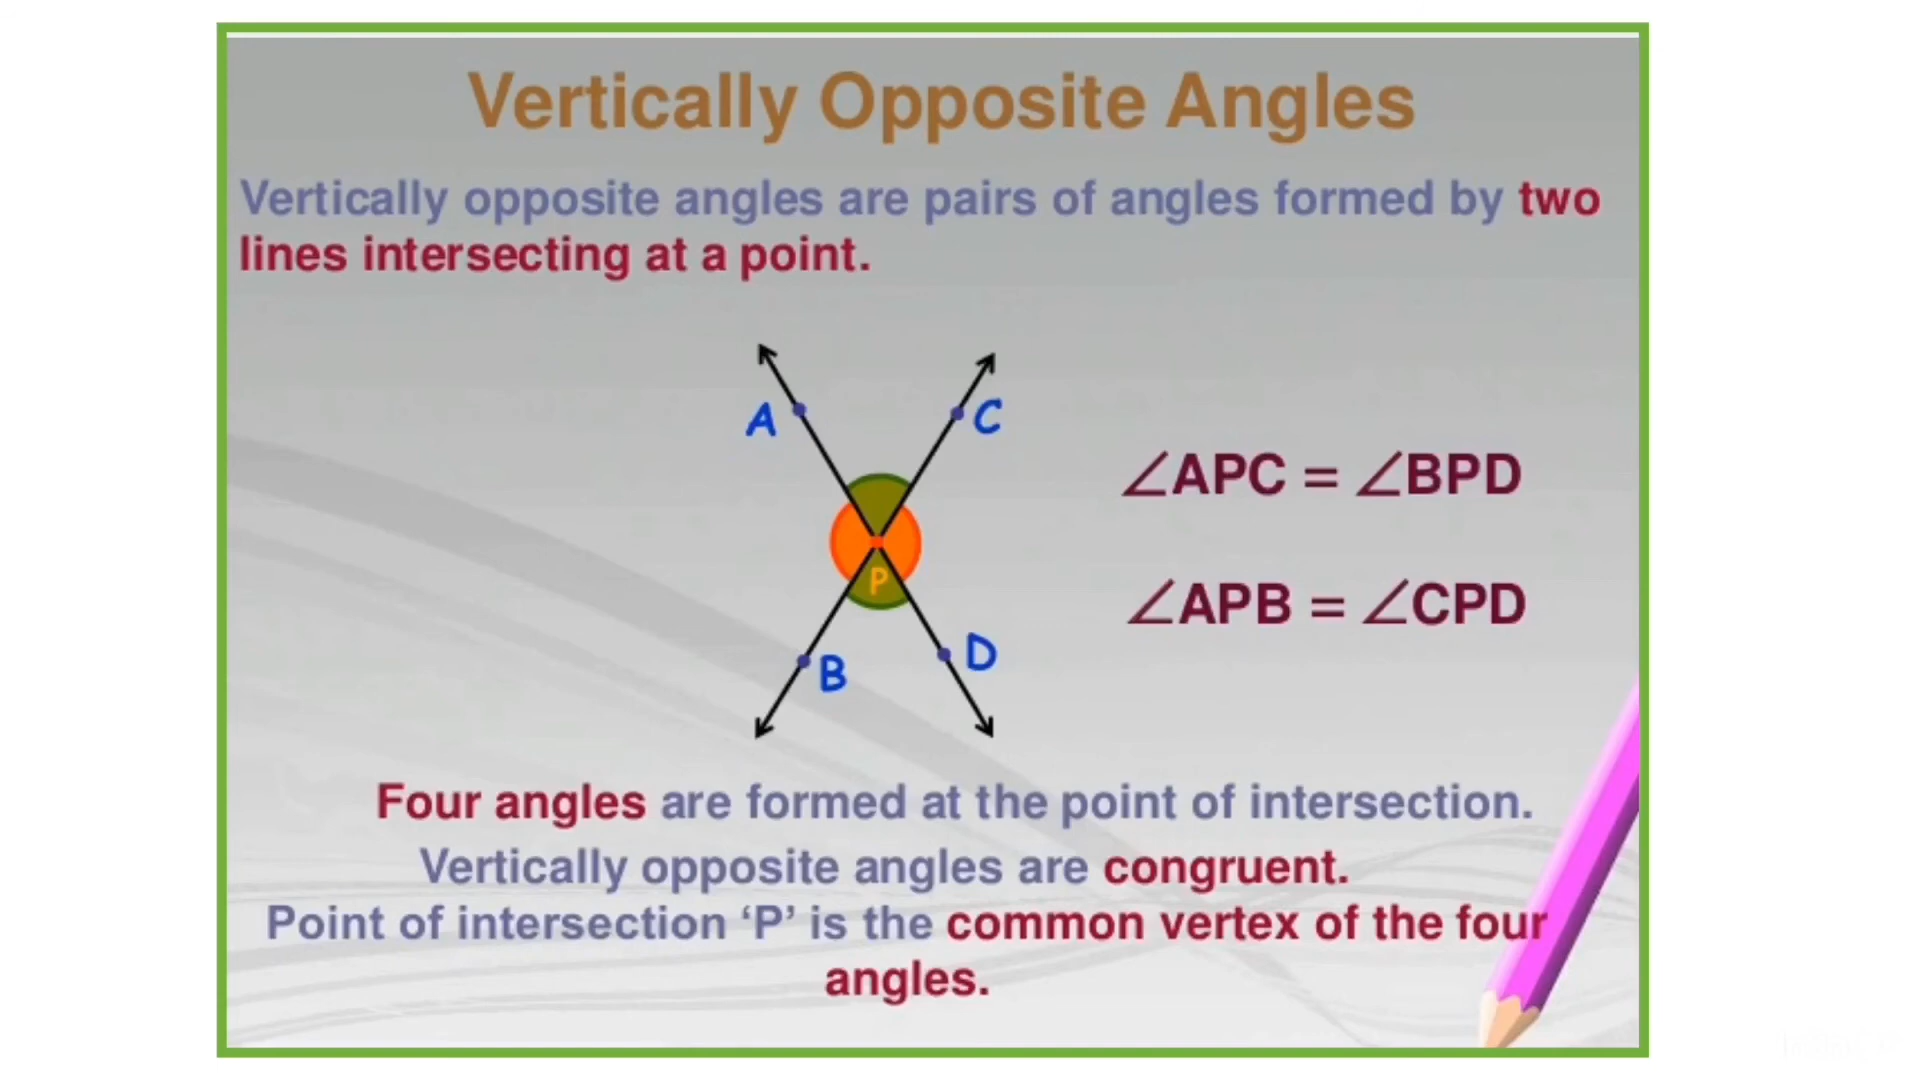 Vertically Opposite Angles
Vertically opposite angles are pairs of angles formed by two
lines intersecting at a point.
A
C
∠APC = ∠BPD
P
∠APB = ∠CPD
B
D
Four angles are formed at the point of intersection.
Vertically opposite angles are congruent.
Point of intersection ‘P’ is the common vertex of the four
angles.